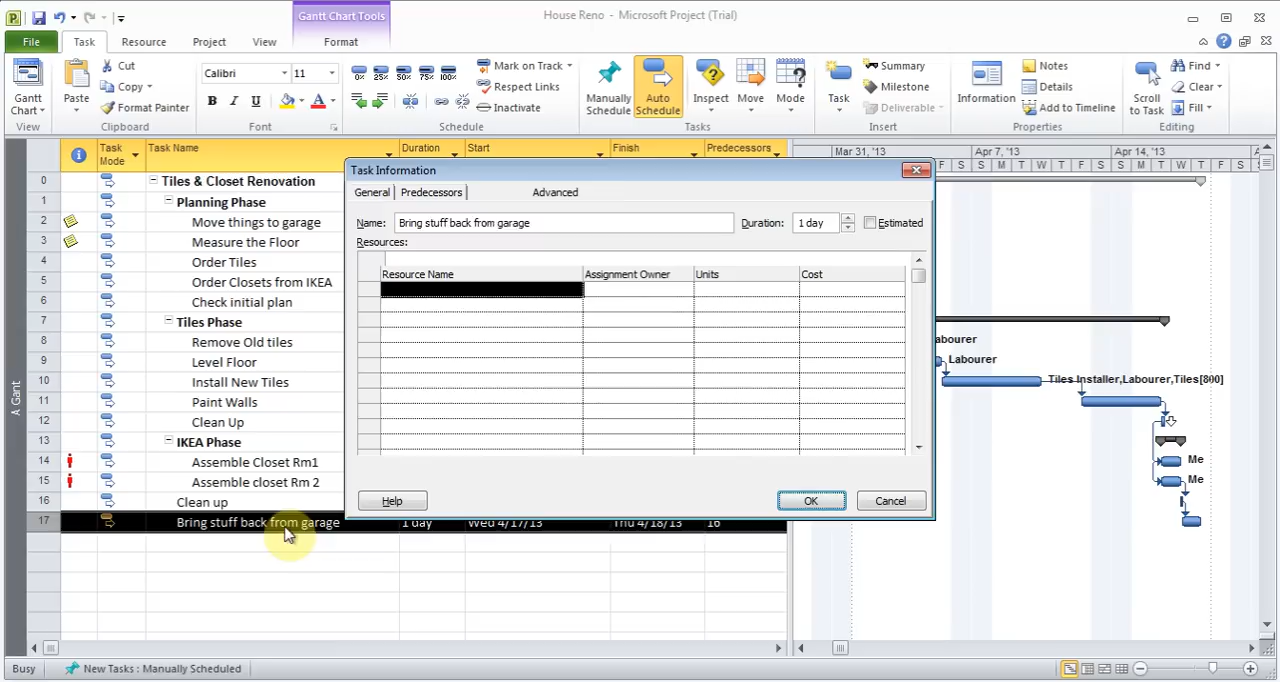 Gantt Chart Tools
House Reno - Microsoft Project (Trial)
File Task Resource Project View Format
Gantt Chart
View
Paste
Cut
Copy
Format Painter
Clipboard
Calibri 11
B I U A
Font
0% 25% 50% 75% 100%
Mark on Track
Respect Links
Inactivate
Schedule
Manually Schedule
Auto Schedule
Inspect
Move
Mode
Tasks
Task
Summary
Milestone
Deliverable
Insert
Information
Notes
Details
Add to Timeline
Properties
Scroll to Task
Find
Clear
Fill
Editing
Task Mode Task Name Duration Start Finish Predecessors
Mar 31, '13 Apr 7, '13 Apr 14, '13
F S S M T W T F S S M T W T F S S
0 Tiles & Closet Renovation
1 Planning Phase
2 Move things to garage
3 Measure the Floor
4 Order Tiles
5 Order Closets from IKEA
6 Check initial plan
7 Tiles Phase
8 Remove Old tiles
9 Level Floor
10 Install New Tiles
11 Paint Walls
12 Clean Up
13 IKEA Phase
14 Assemble Closet Rm1
15 Assemble closet Rm 2
16 Clean up
17 Bring stuff back from garage 1 day Wed 4/17/13 Thu 4/18/13 16
Task Information
General Predecessors Advanced
Name: Bring stuff back from garage Duration: 1 day Estimated
Resources:
Resource Name Assignment Owner Units Cost
Help OK Cancel
abourer
Labourer
Tiles Installer,Labourer,Tiles[800]
Me
Me
A Gant
Busy New Tasks : Manually Scheduled